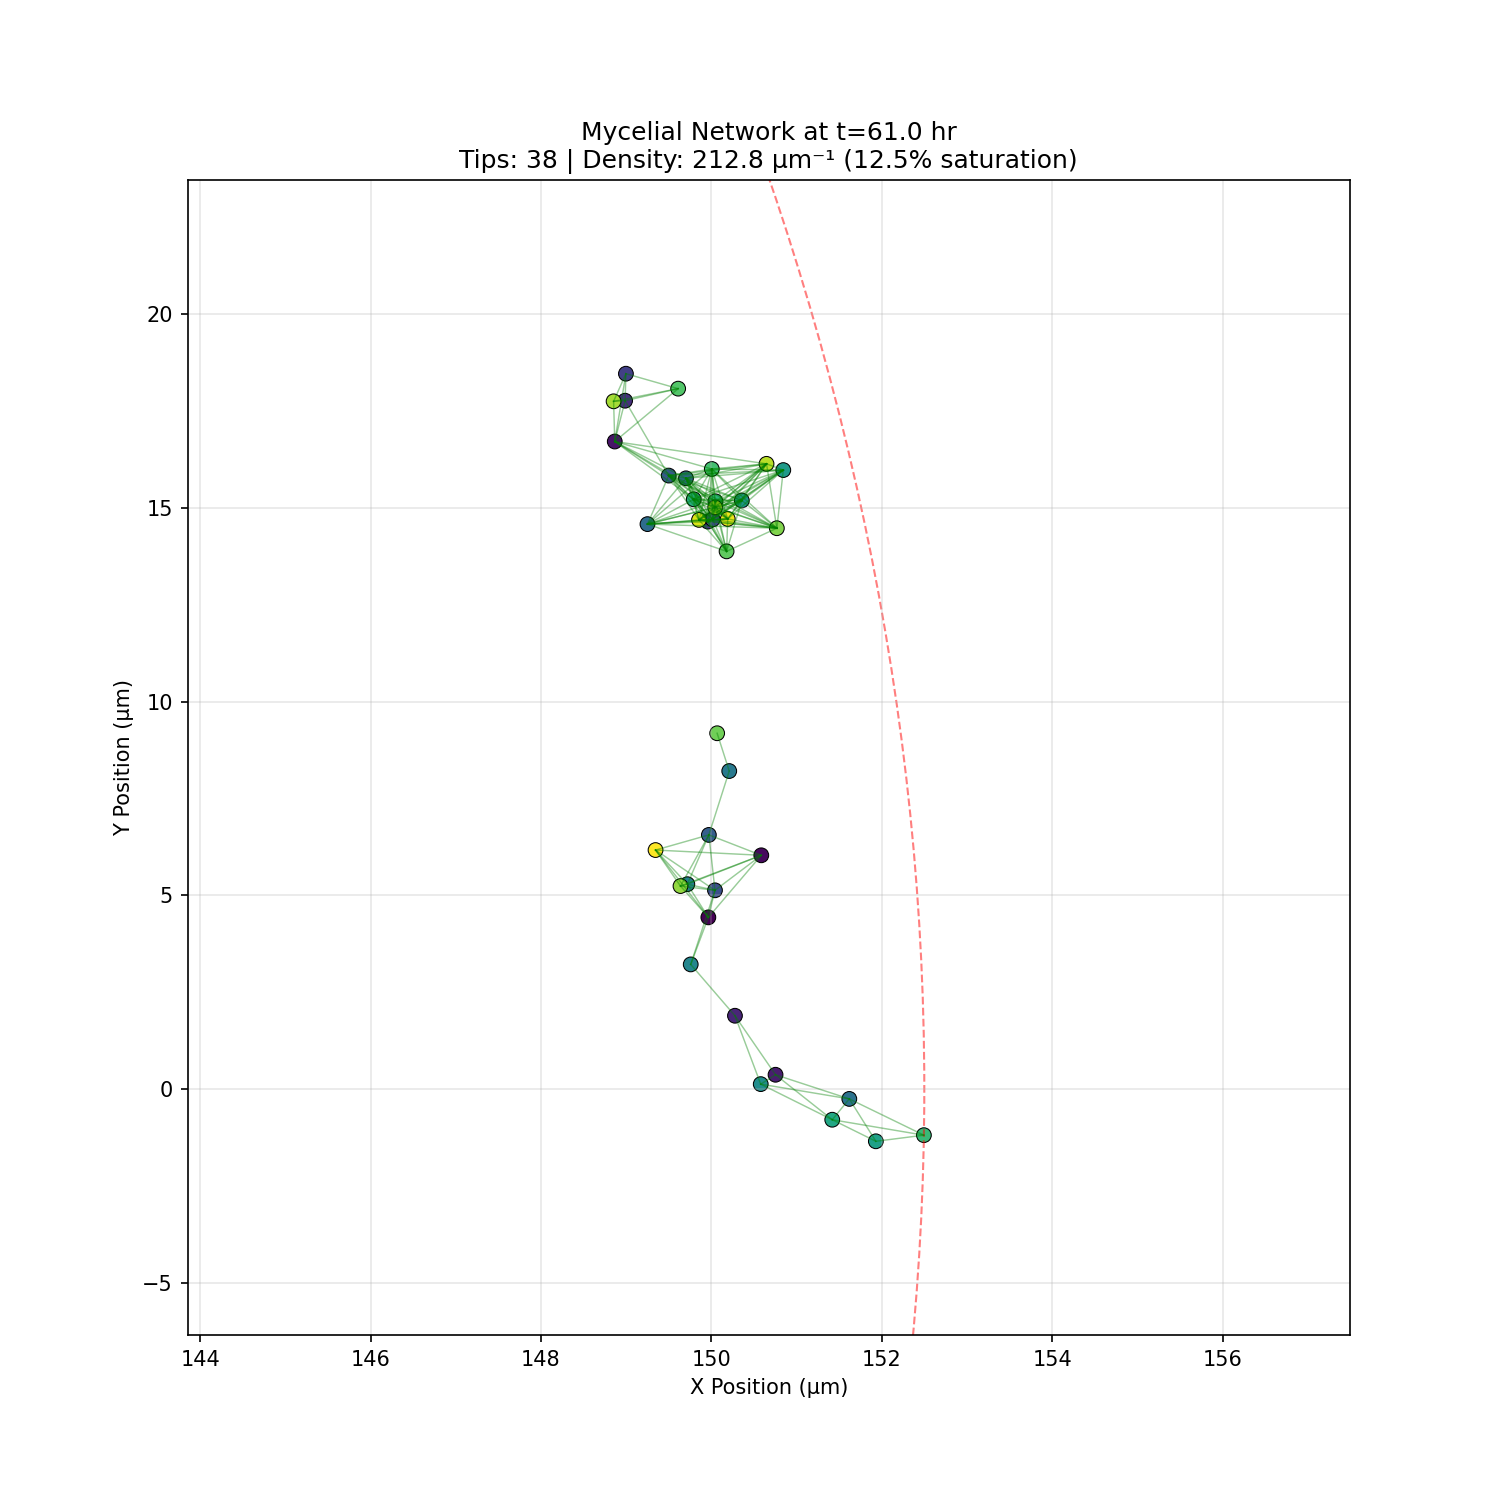 Mycelial Network at t=61.0 hr
Tips: 38 | Density: 212.8 μm⁻¹ (12.5% saturation)
20
15
10
5
0
−5
Y Position (μm)
144 146 148 150 152 154 156
X Position (μm)